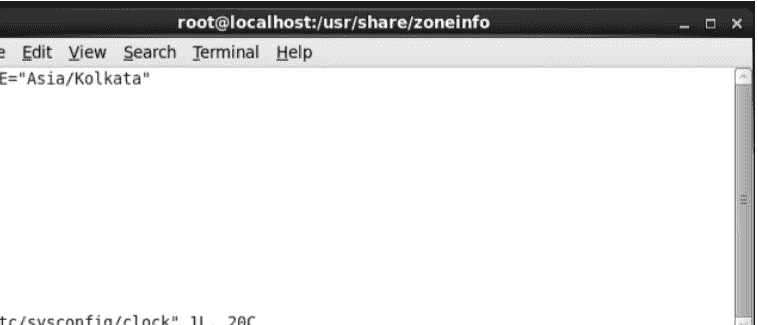 root@localhost:/usr/share/zoneinfo
e Edit View Search Terminal Help
E="Asia/Kolkata"
tc/sysconfig/clock" 1L, 20C